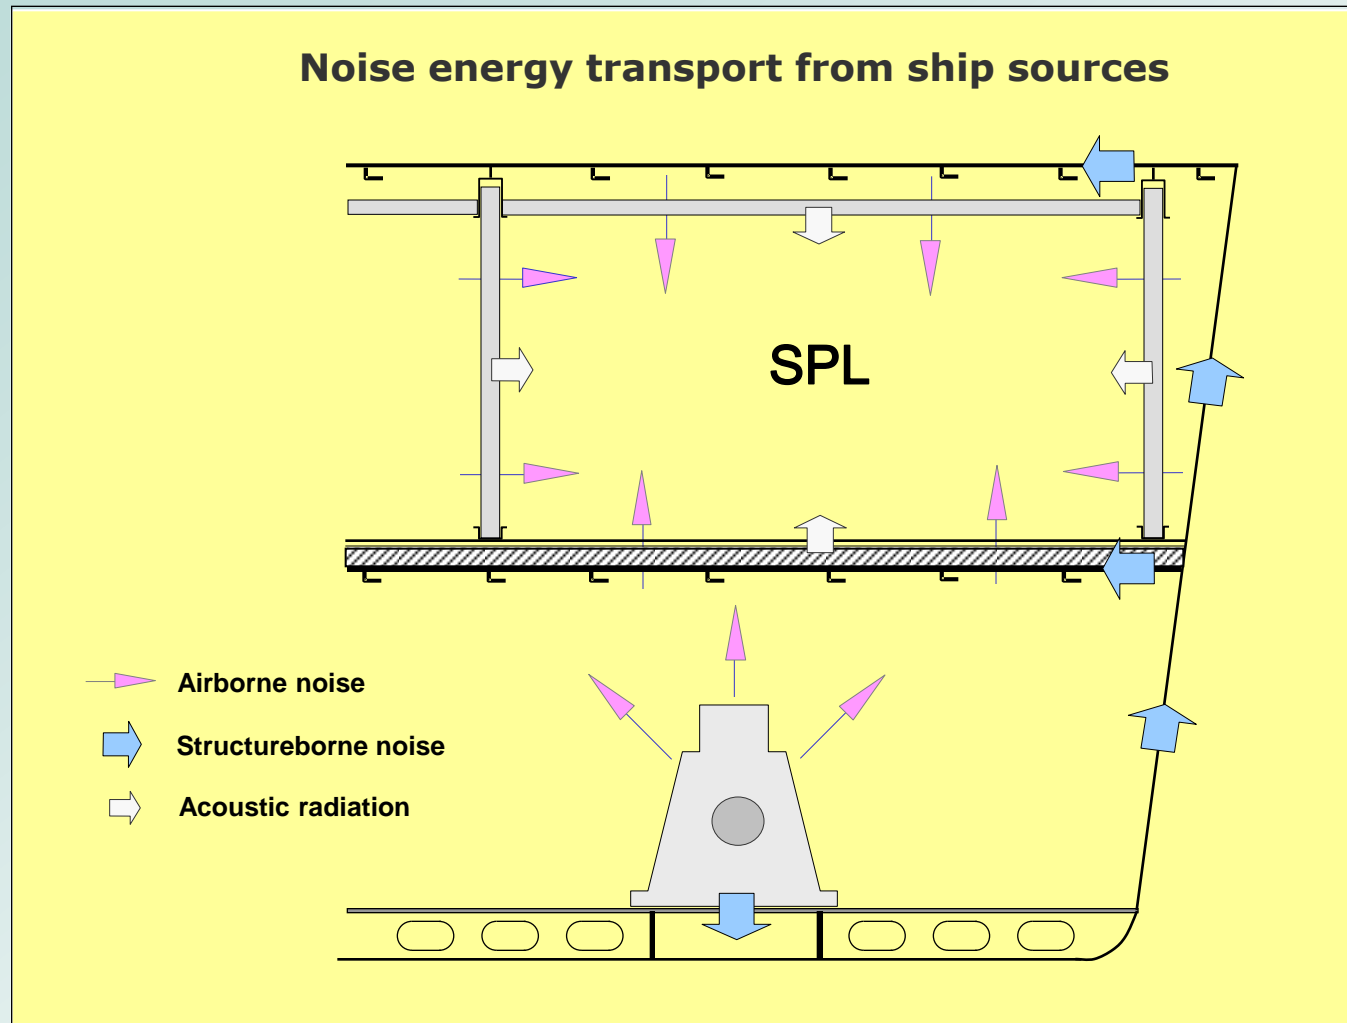 Noise energy transport from ship sources
SPL
Airborne noise
Structureborne noise
Acoustic radiation